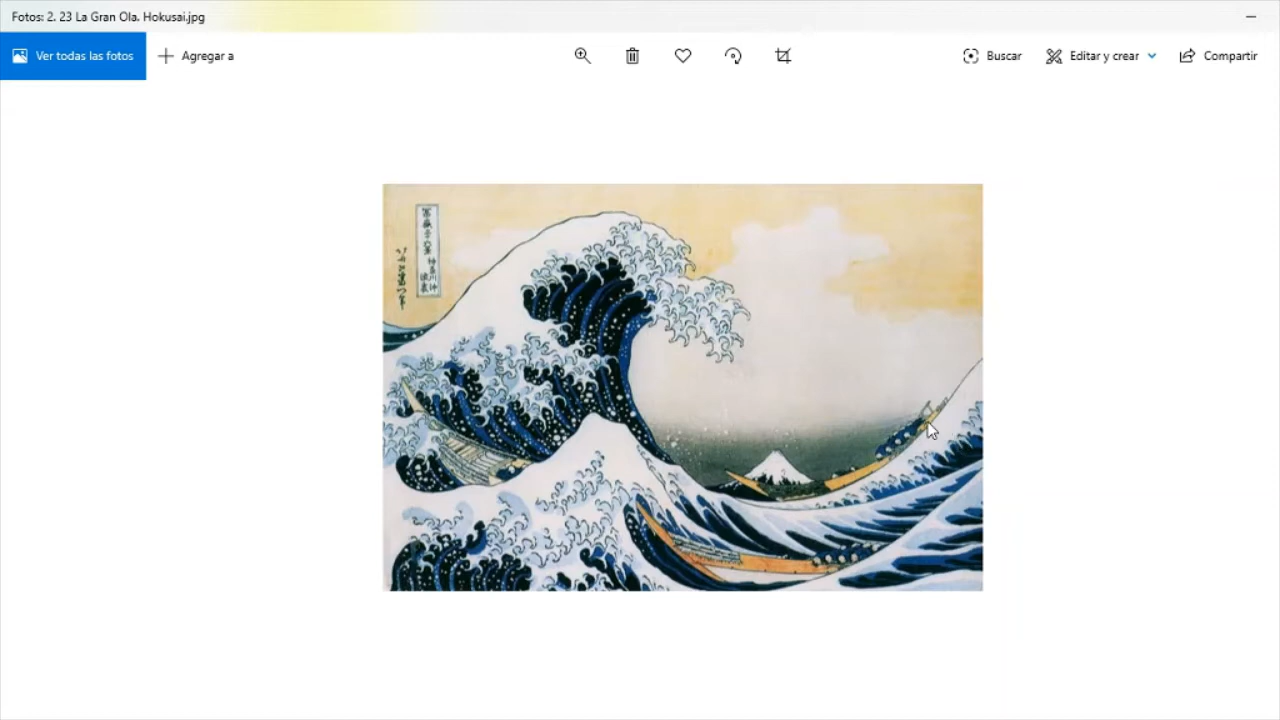 Fotos: 2. 23 La Gran Ola. Hokusai.jpg
Ver todas las fotos
Agregar a
Buscar
Editar y crear
Compartir